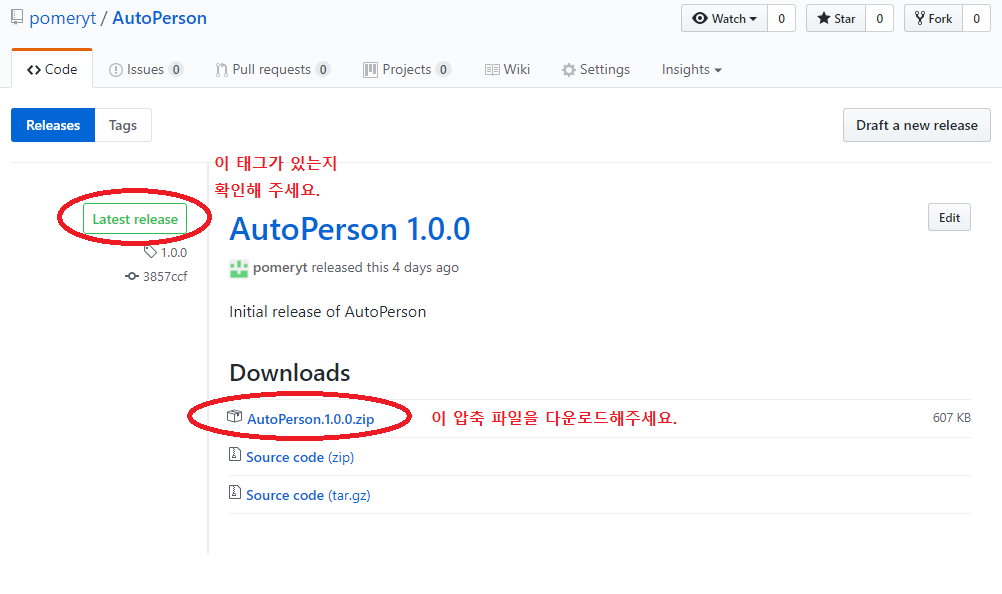 pomeryt / AutoPerson
Watch 0 Star 0 Fork 0
Code Issues 0 Pull requests 0 Projects 0 Wiki Settings Insights
Releases Tags Draft a new release
이 태그가 있는지
확인해 주세요.
Latest release
1.0.0
3857ccf
AutoPerson 1.0.0 Edit
pomeryt released this 4 days ago
Initial release of AutoPerson
Downloads
AutoPerson.1.0.0.zip 이 압축 파일을 다운로드해주세요. 607 KB
Source code (zip)
Source code (tar.gz)